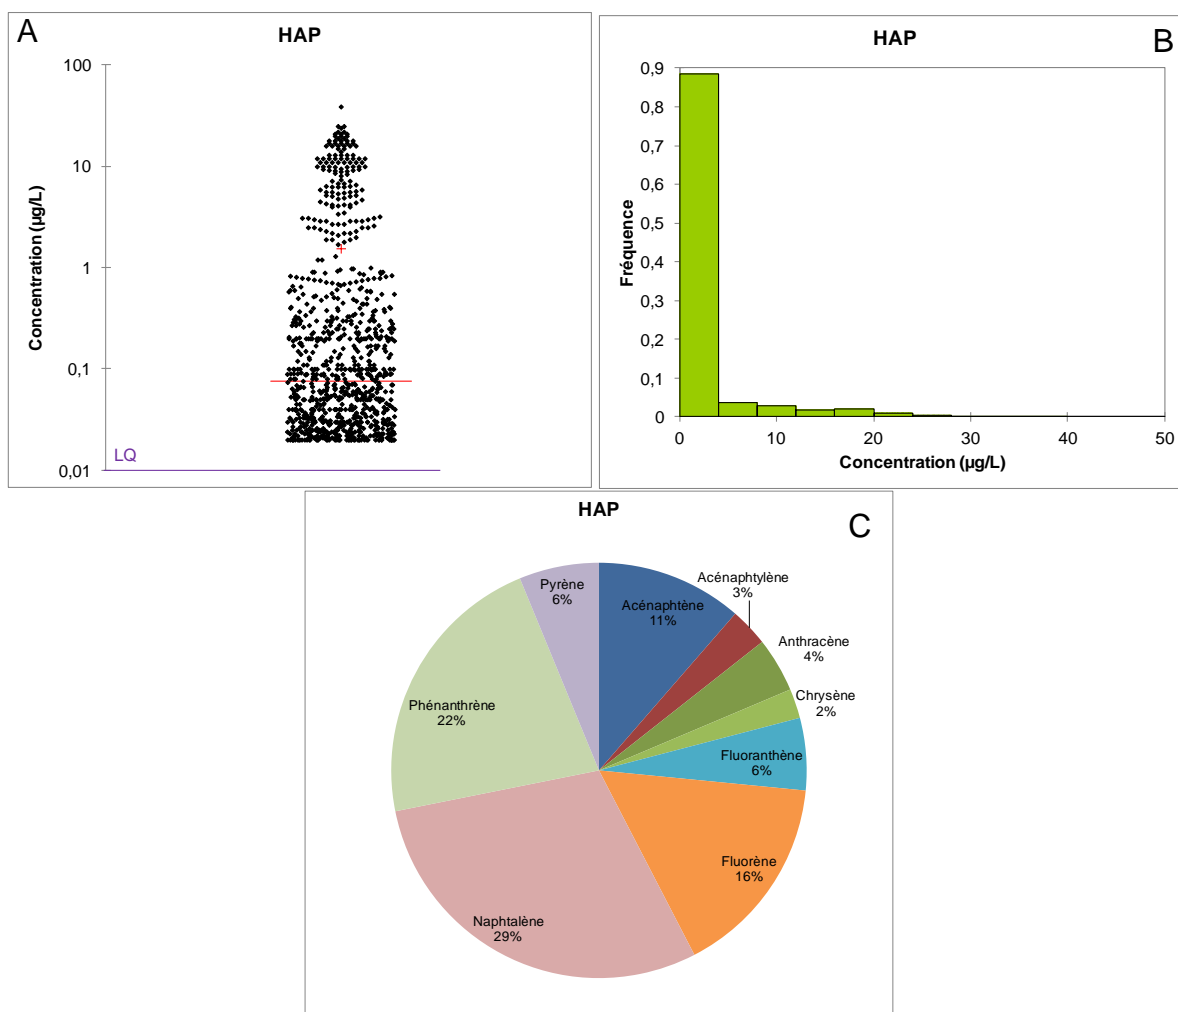 A
HAP
Concentration (µg/L)
100
10
1
0,1
0,01
LQ
B
HAP
Fréquence
0,9
0,8
0,7
0,6
0,5
0,4
0,3
0,2
0,1
0
0 10 20 30 40 50
Concentration (µg/L)
C
HAP
Pyrène
6%
Acénaphtène
11%
Acénaphtylène
3%
Anthracène
4%
Chrysène
2%
Fluoranthène
6%
Fluorène
16%
Naphtalène
29%
Phénanthrène
22%